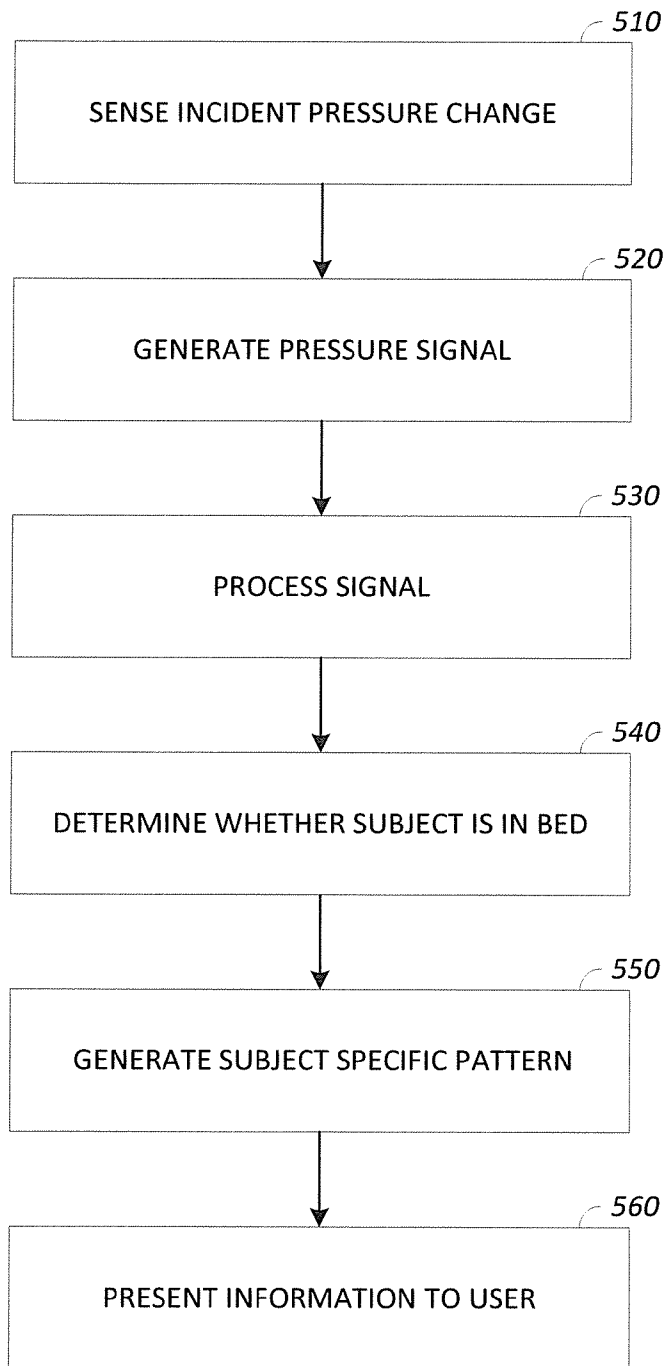 510
SENSE INCIDENT PRESSURE CHANGE
520
GENERATE PRESSURE SIGNAL
530
PROCESS SIGNAL
540
DETERMINE WHETHER SUBJECT IS IN BED
550
GENERATE SUBJECT SPECIFIC PATTERN
560
PRESENT INFORMATION TO USER